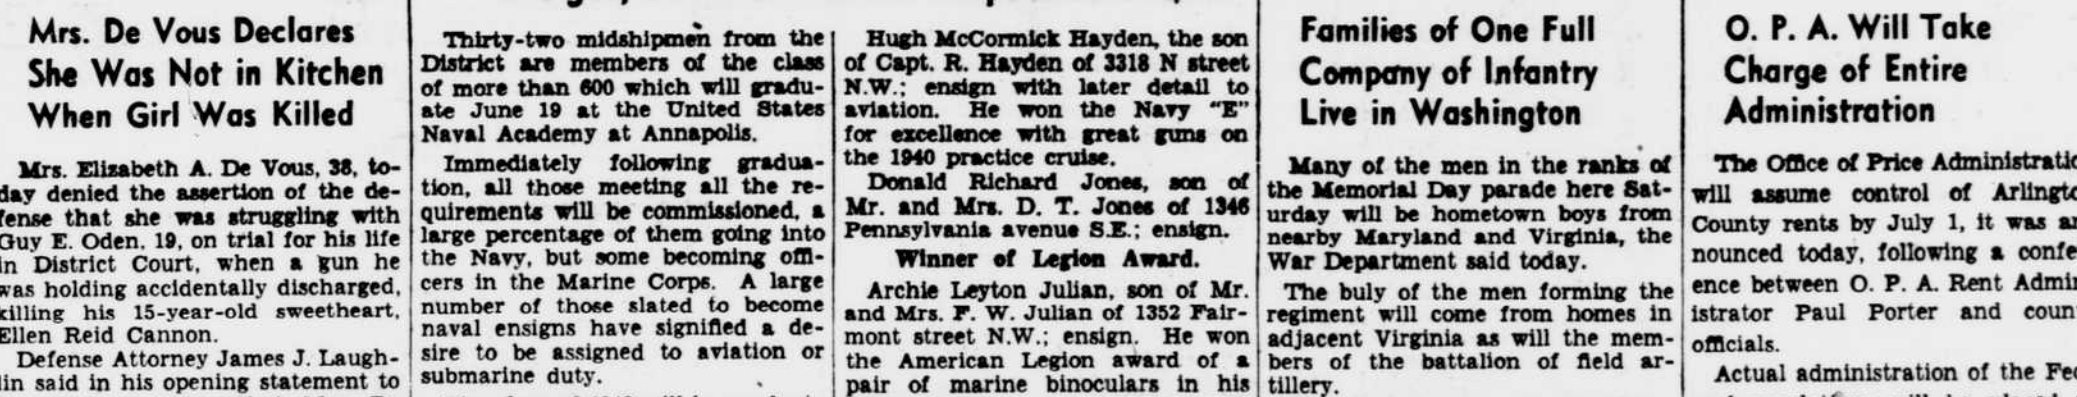 Mrs. De Vous Declares
She Was Not in Kitchen
When Girl Was Killed
Mrs. Elizabeth A. De Vous, 38, to-
day denied the assertion of the de-
fense that she was struggling with
Guy E. Oden, 19, on trial for his life
in District Court, when a gun he
was holding accidentally discharged,
killing his 15-year-old sweetheart,
Ellen Reid Cannon.
Defense Attorney James J. Laugh-
lin said in his opening statement to
Thirty-two midshipmen from the
District are members of the class
of more than 600 which will gradu-
ate June 19 at the United States
Naval Academy at Annapolis.
Immediately following gradua-
tion, all those meeting all the re-
quirements will be commissioned, a
large percentage of them going into
the Navy, but some becoming offi-
cers in the Marine Corps. A large
number of those slated to become
naval ensigns have signified a de-
sire to be assigned to aviation or
submarine duty.
Hugh McCormick Hayden, the son
of Capt. R. Hayden of 3318 N street
N.W.; ensign with later detail to
aviation. He won the Navy "E"
for excellence with great guns on
the 1940 practice cruise.
Donald Richard Jones, son of
Mr. and Mrs. D. T. Jones of 1346
Pennsylvania avenue S.E.; ensign.
Winner of Legion Award.
Archie Leyton Julian, son of Mr.
and Mrs. F. W. Julian of 1352 Fair-
mont street N.W.; ensign. He won
the American Legion award of a
pair of marine binoculars in his
Families of One Full
Company of Infantry
Live in Washington
Many of the men in the ranks of
the Memorial Day parade here Sat-
urday will be hometown boys from
nearby Maryland and Virginia, the
War Department said today.
The buly of the men forming the
regiment will come from homes in
adjacent Virginia as will the mem-
bers of the battalion of field ar-
tillery.
O. P. A. Will Take
Charge of Entire
Administration
The Office of Price Administratio
will assume control of Arlingto
County rents by July 1, it was an
nounced today, following a confe
ence between O. P. A. Rent Admin
istrator Paul Porter and coun
officials.
Actual administration of the Fed